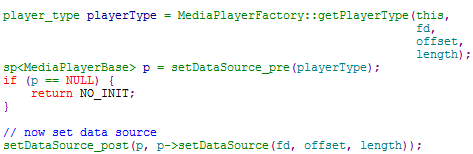 player_type playerType = MediaPlayerFactory::getPlayerType(this,
fd,
offset,
length);
sp<MediaPlayerBase> p = setDataSource_pre(playerType);
if (p == NULL) {
return NO_INIT;
}
// now set data source
setDataSource_post(p, p->setDataSource(fd, offset, length));